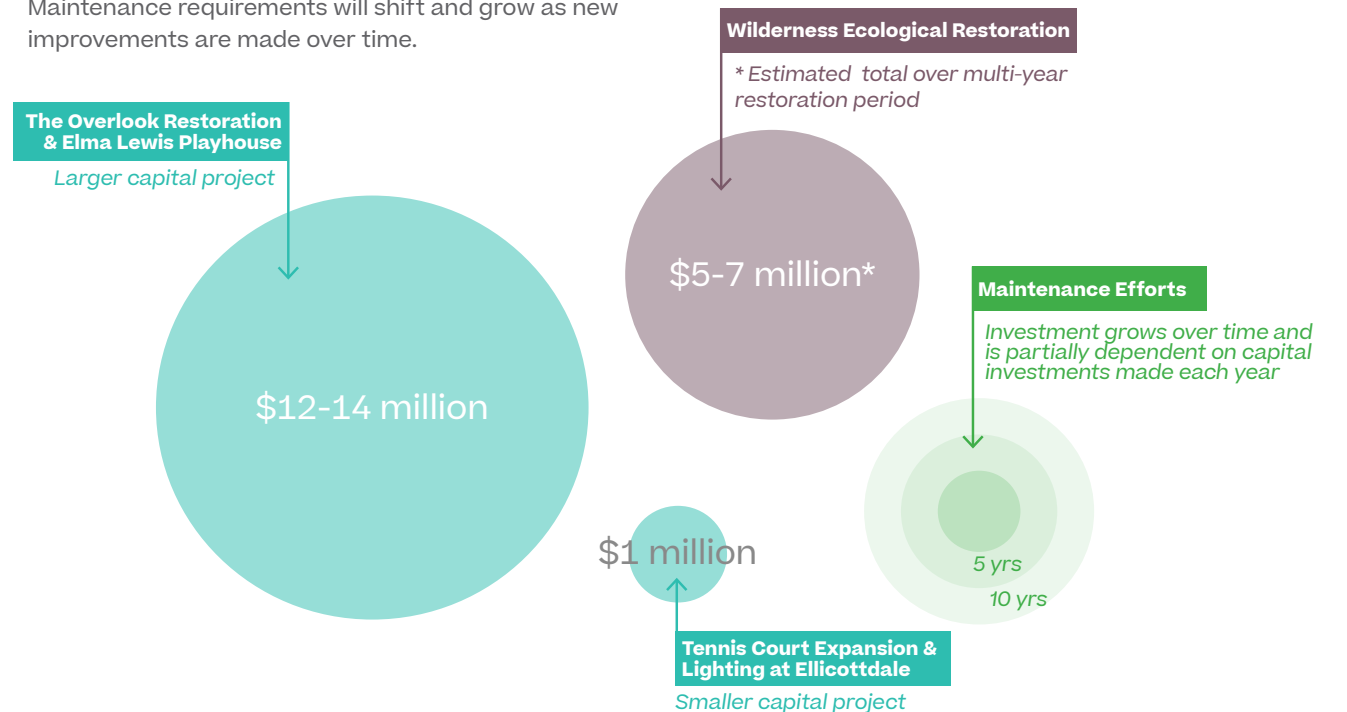 Maintenance requirements will shift and grow as new
improvements are made over time.
Wilderness Ecological Restoration
* Estimated total over multi-year
restoration period
The Overlook Restoration
& Elma Lewis Playhouse
Larger capital project
$5-7 million*
Maintenance Efforts
Investment grows over time and
is partially dependent on capital
investments made each year
$12-14 million
$1 million
5 yrs
10 yrs
Tennis Court Expansion &
Lighting at Ellicottdale
Smaller capital project